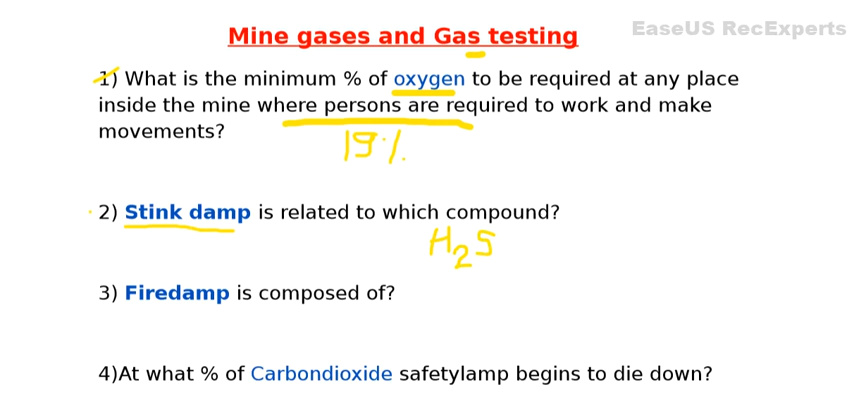 EaseUS RecExperts
Mine gases and Gas testing
1) What is the minimum % of oxygen to be required at any place
inside the mine where persons are required to work and make
movements?
19%
2) Stink damp is related to which compound?
H2S
3) Firedamp is composed of?
4)At what % of Carbondioxide safetylamp begins to die down?